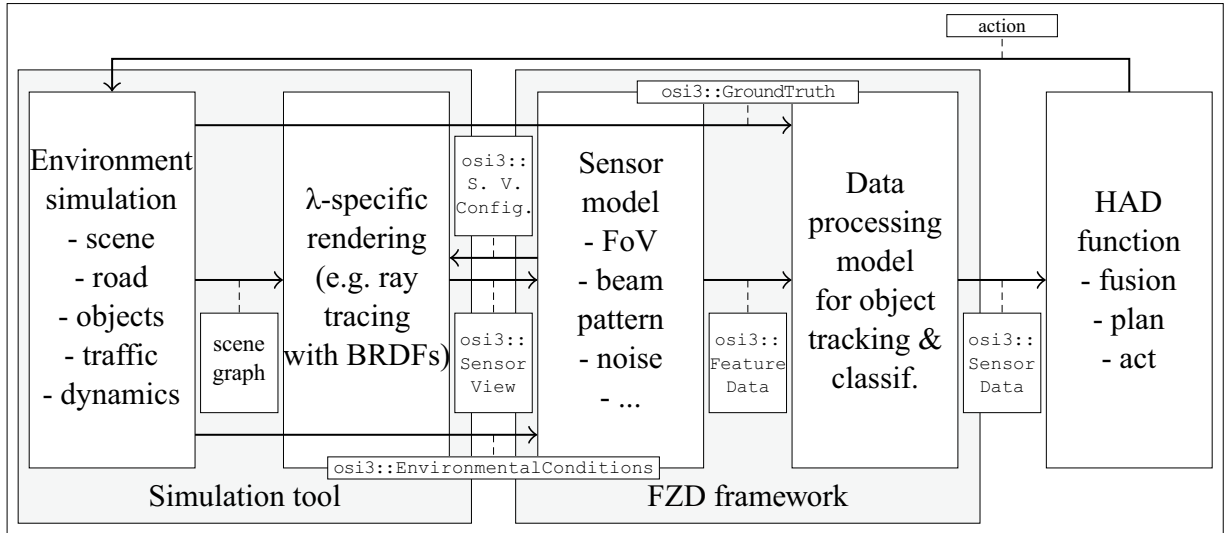 action
osi3::GroundTruth
Environment
simulation
- scene
- road
- objects
- traffic
- dynamics
scene
graph
λ-specific
rendering
(e.g. ray
tracing
with BRDFs)
osi3::
S. V.
Config.
osi3::
Sensor
View
Sensor
model
- FoV
- beam
pattern
- noise
- ...
osi3::
Feature
Data
Data
processing
model
for object
tracking &
classif.
osi3::
Sensor
Data
HAD
function
- fusion
- plan
- act
osi3::EnvironmentalConditions
Simulation tool
FZD framework